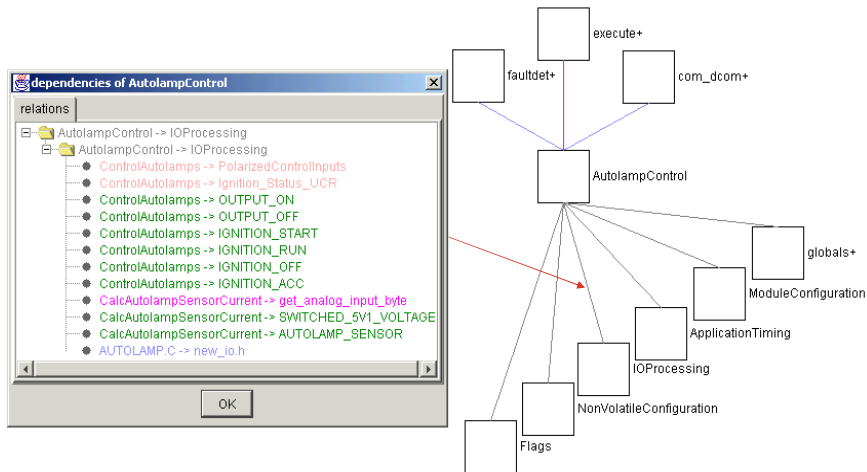 dependencies of AutolampControl
relations
AutolampControl -> IOProcessing
AutolampControl -> IOProcessing
ControlAutolamps -> PolarizedControlInputs
ControlAutolamps -> Ignition_Status_UCR
ControlAutolamps -> OUTPUT_ON
ControlAutolamps -> OUTPUT_OFF
ControlAutolamps -> IGNITION_START
ControlAutolamps -> IGNITION_RUN
ControlAutolamps -> IGNITION_OFF
ControlAutolamps -> IGNITION_ACC
CalcAutolampSensorCurrent -> get_analog_input_byte
CalcAutolampSensorCurrent -> SWITCHED_5V1_VOLTAGE
CalcAutolampSensorCurrent -> AUTOLAMP_SENSOR
AUTOLAMP.C -> new_io.h
OK
execute+
faultdet+
com_dcom+
AutolampControl
globals+
ModuleConfiguration
ApplicationTiming
IOProcessing
NonVolatileConfiguration
Flags